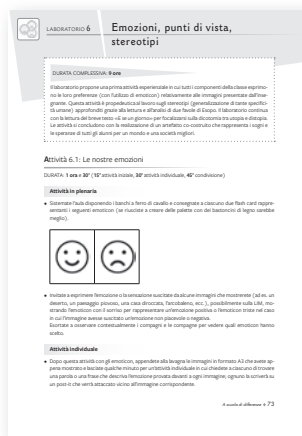 LABORATORIO 6
Emozioni, punti di vista,
stereotipi
DURATA COMPLESSIVA: 9 ore
Il laboratorio propone una prima attività esperienziale in cui tutti i componenti della classe esprimo-
no le loro preferenze (con l'utilizzo di emoticon) relativamente alle immagini presentate dall'inse-
gnante. Questa attività è propedeutica al lavoro sugli stereotipi (generalizzazione di tante specifici-
tà umane) approfondito grazie alla lettura e all'analisi di due favole di Esopo. Il laboratorio continua
con la lettura del breve testo «E se un giorno» per focalizzarsi sulla dicotomia tra utopia e distopia.
Le attività si concludono con la realizzazione di un artefatto co-costruito che rappresenta i sogni e
le speranze di tutti gli alunni per un mondo e una società migliori.
Attività 6.1: Le nostre emozioni
DURATA: 1 ora e 30' (15' attività iniziale, 30' attività individuale, 45' condivisione)
Attività in plenaria
• Sistemate l'aula disponendo i banchi a ferro di cavallo e consegnate a ciascuno due flash card rappre-
sentanti i seguenti emoticon (se riusciste a creare delle palette con dei bastoncini di legno sarebbe
meglio).
• Invitate a esprimere l'emozione o la sensazione suscitata da alcune immagini che mostrerete (ad es. un
deserto, un paesaggio piovoso, una casa diroccata, l'arcobaleno, ecc.), possibilmente sulla LIM, mo-
strando l'emoticon con il sorriso per rappresentare un'emozione positiva o l'emoticon triste nel caso
in cui l'immagine avesse suscitato un'emozione non piacevole o negativa.
Esortate a osservare contestualmente i compagni e le compagne per vedere quali emoticon hanno
scelto.
Attività individuale
• Dopo questa attività con gli emoticon, appendete alla lavagna le immagini in formato A3 che avete ap-
pena mostrato e lasciate qualche minuto per un'attività individuale in cui chiedete a ciascuno di trovare
una parola o una frase che descriva l'emozione provata davanti a ogni immagine; ognuno la scriverà su
un post-it che verrà attaccato vicino all'immagine corrispondente.
A scuola di differenze • 73